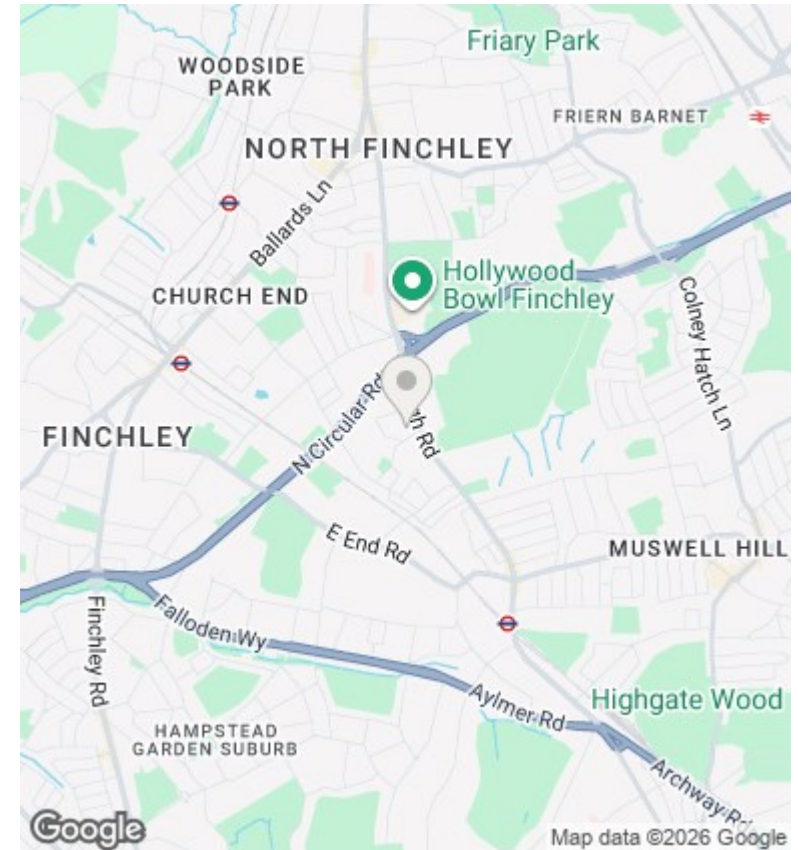 Friary Park
WOODSIDE
PARK
FRIERN BARNET
NORTH FINCHLEY
Ballards Ln
Hollywood
Bowl Finchley
CHURCH END
Colney Hatch Ln
N Circular Rd
Rd
FINCHLEY
E End Rd
MUSWELL HILL
Finchley Rd
Falloden Wy
Aylmer Rd
Highgate Wood
HAMPSTEAD
GARDEN SUBURB
Archway Rd
Google
Map data ©2026 Google